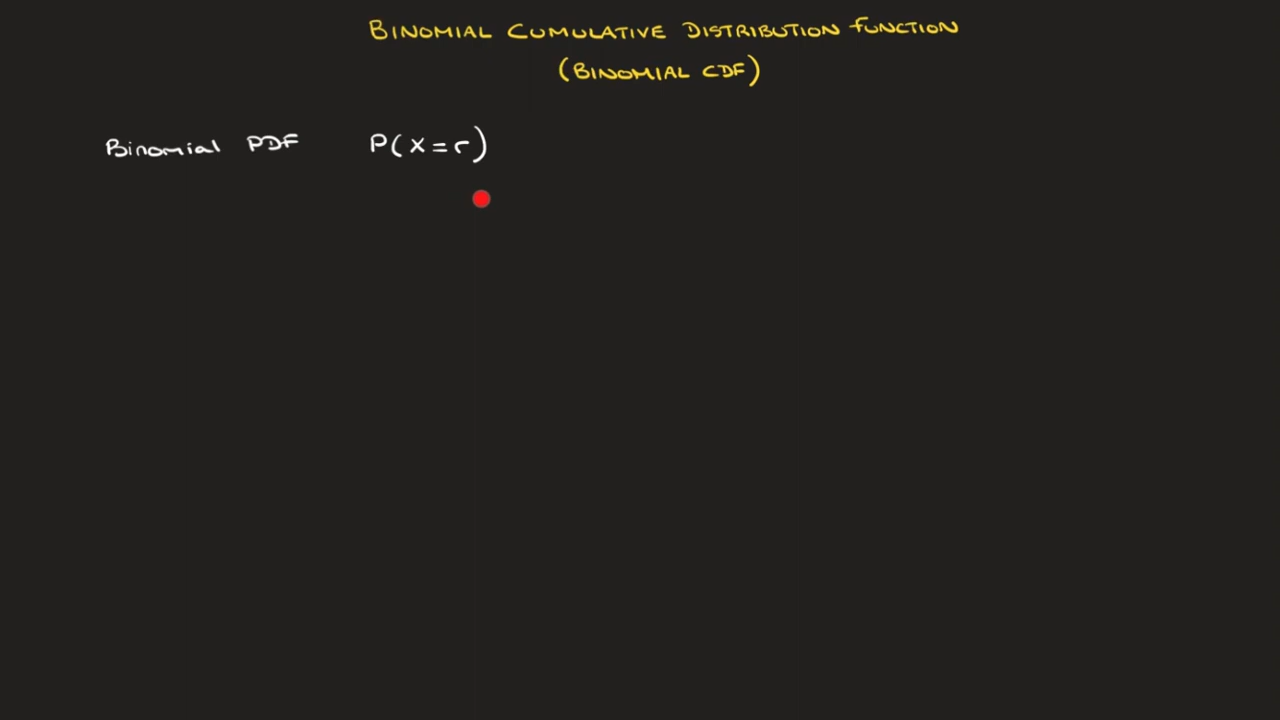 BINOMIAL CUMULATIVE DISTRIBUTION FUNCTION
(BINOMIAL CDF)
Binomial PDF P(X=r)